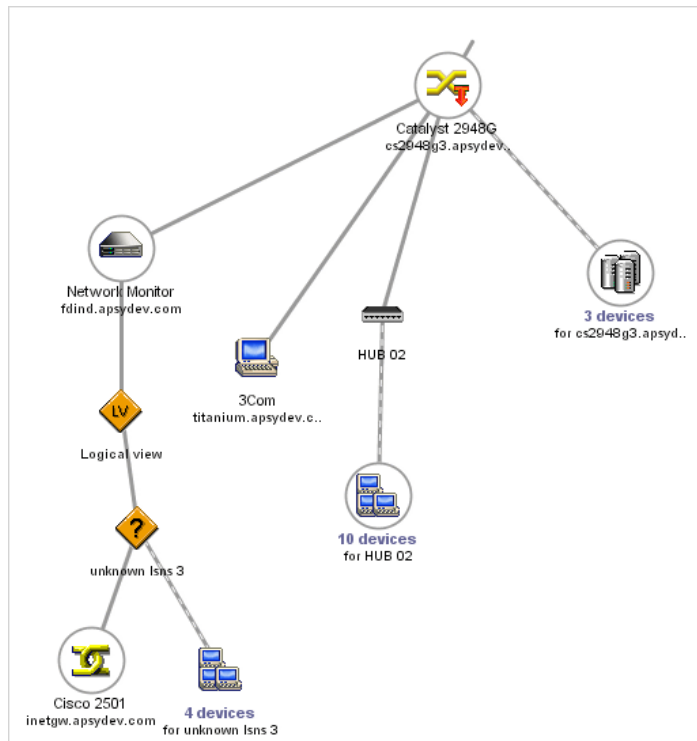 Catalyst 2948G
cs2948g3.apsydev..
Network Monitor
fdind.apsydev.com
3 devices
for cs2948g3.apsyd..
HUB 02
3Com
titanium.apsydev.c..
LV
Logical view
10 devices
for HUB 02
?
unknown lsns 3
Cisco 2501
inetgw.apsydev.com
4 devices
for unknown lsns 3